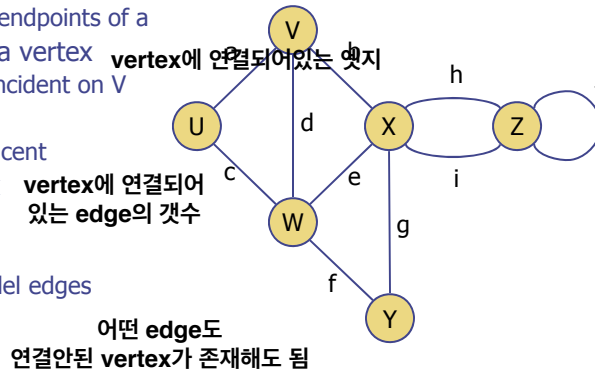 endpoints of a
V
a vertex
vertex에 연결되어있는 엣지
a
b
ncident on V
h
U
d
X
Z
cent
c
e
i
vertex에 연결되어
있는 edge의 갯수
W
g
lel edges
f
어떤 edge도
Y
연결안된 vertex가 존재해도 됨